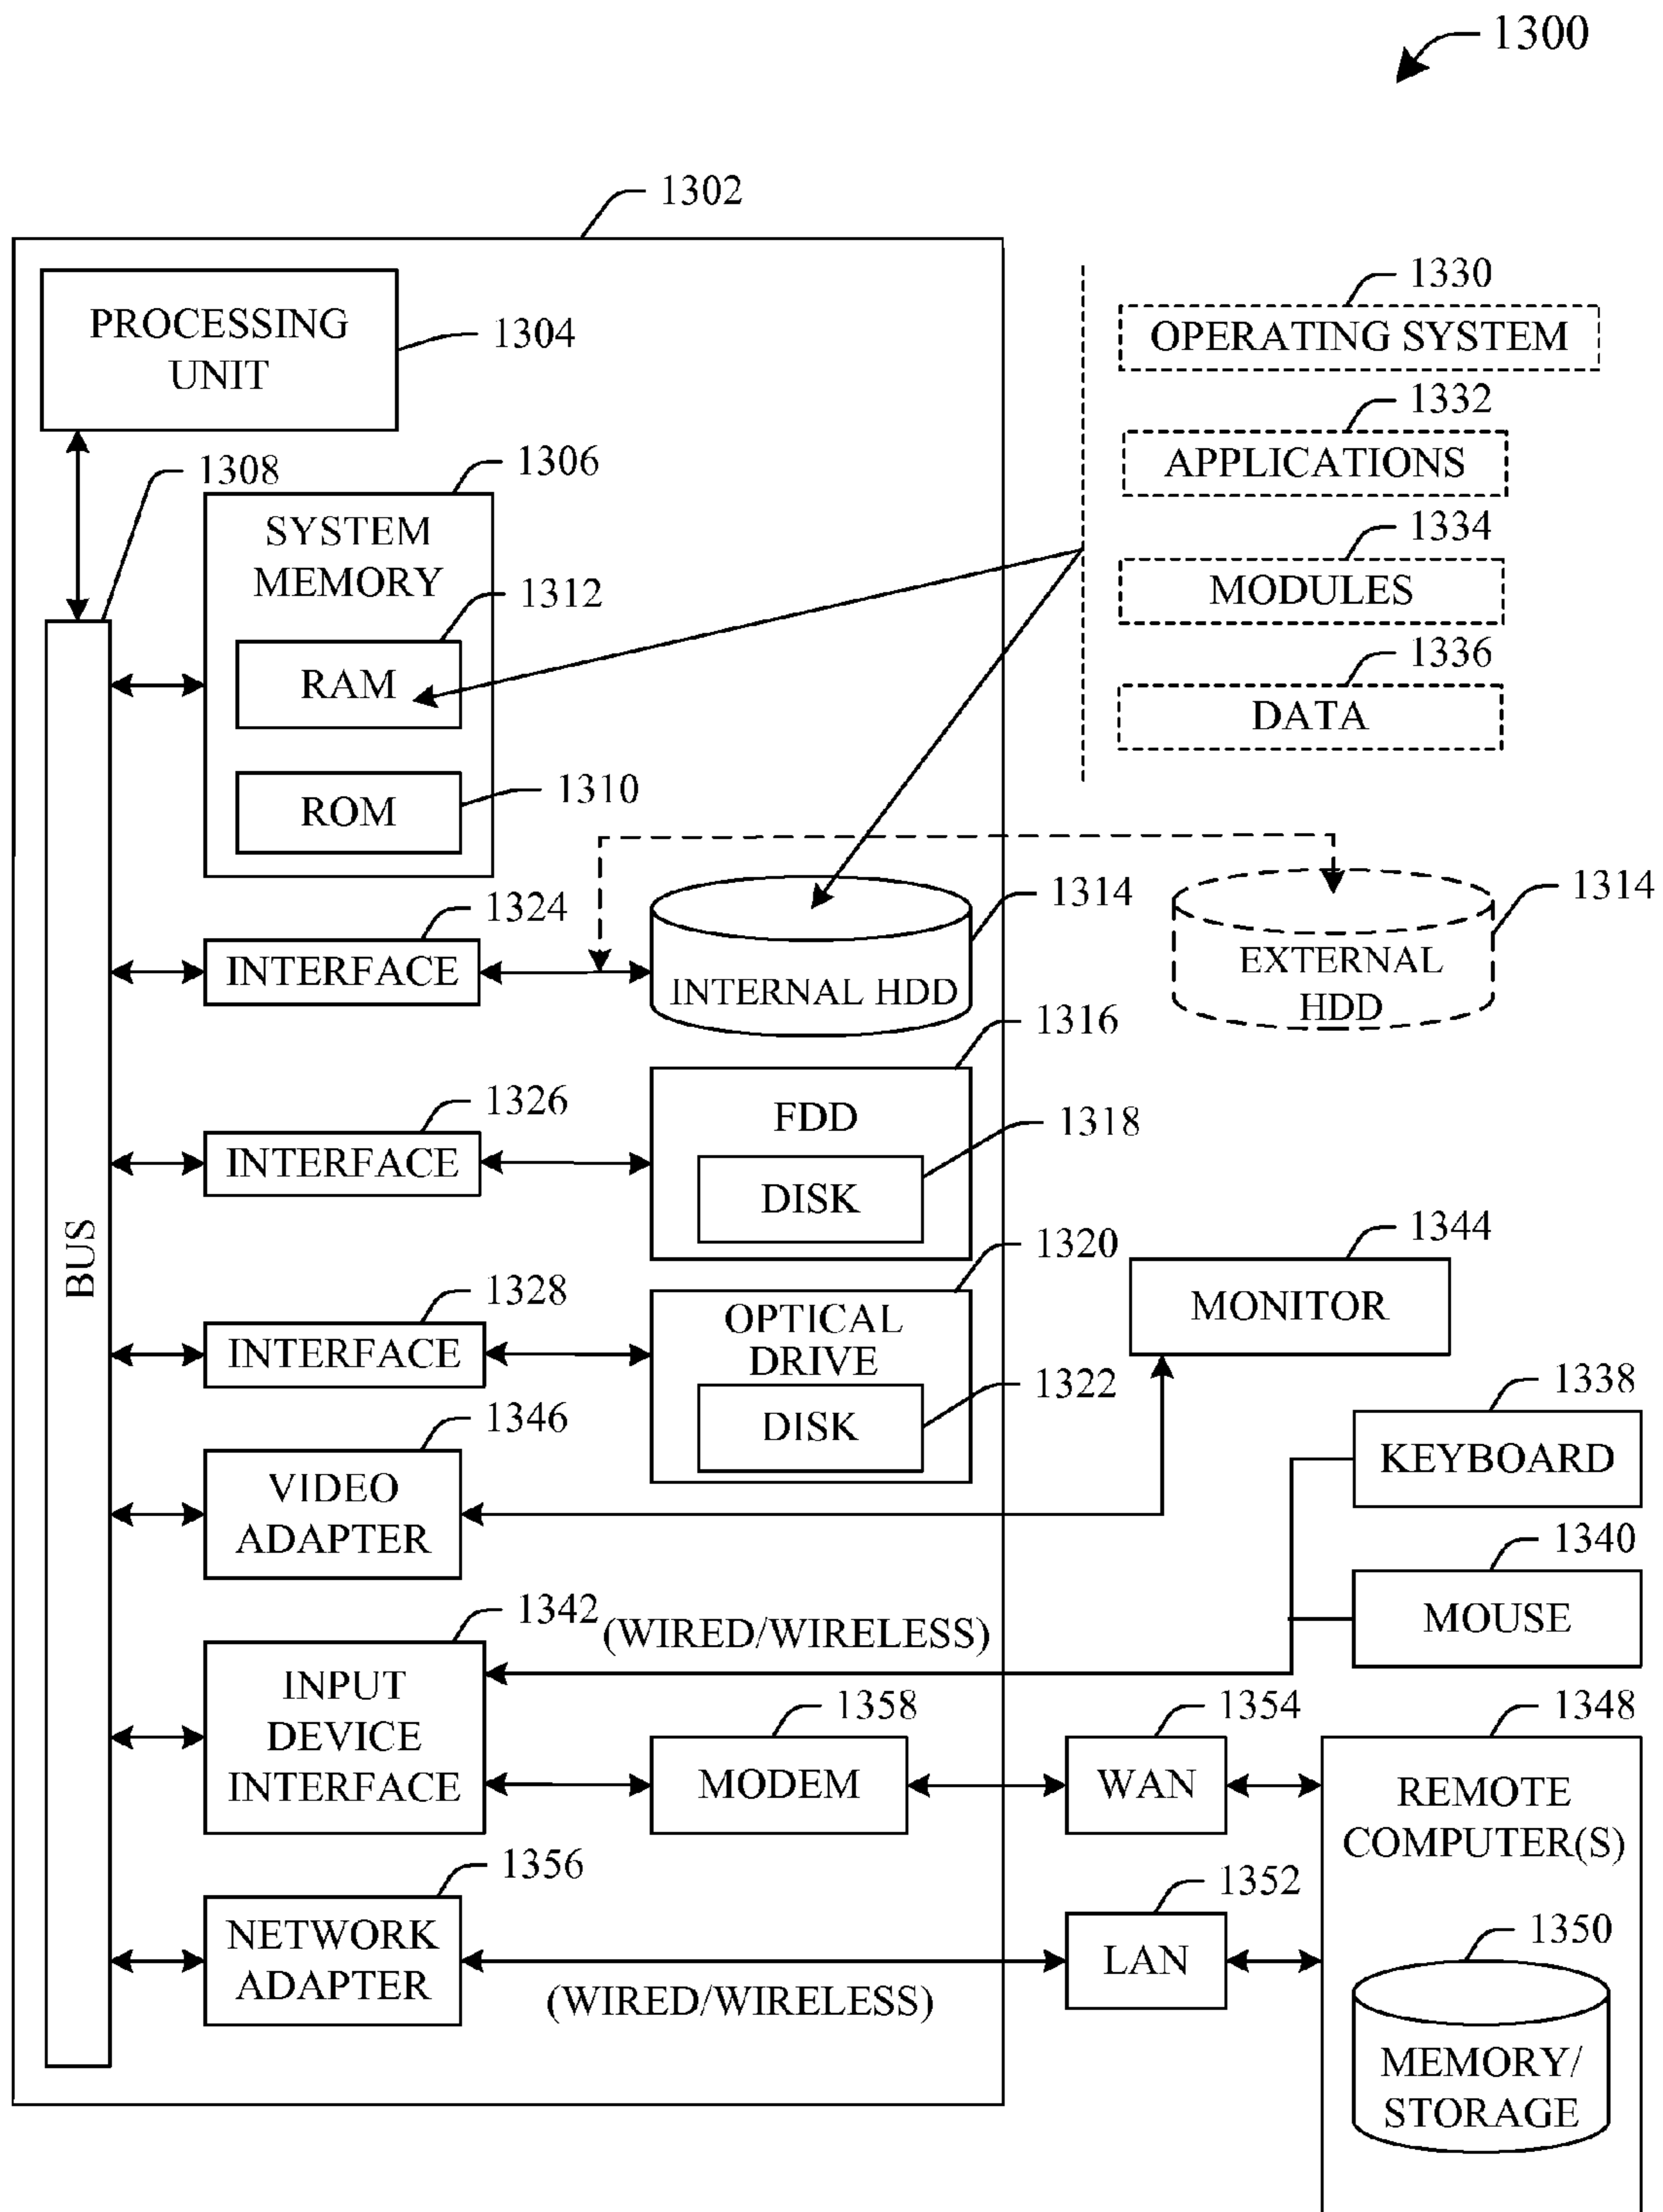 1300
1302
PROCESSING
UNIT
1304
1330
OPERATING SYSTEM
1332
APPLICATIONS
1334
MODULES
1336
DATA
1308
1306
SYSTEM
MEMORY
1312
RAM
ROM
1310
BUS
1324
INTERFACE
INTERNAL HDD
1314
EXTERNAL
HDD
1314
1326
INTERFACE
1316
FDD
1318
DISK
1328
INTERFACE
1320
OPTICAL
DRIVE
1322
DISK
1344
MONITOR
1346
VIDEO
ADAPTER
1338
KEYBOARD
1340
MOUSE
1342
(WIRED/WIRELESS)
INPUT
DEVICE
INTERFACE
1358
MODEM
1354
WAN
1348
REMOTE
COMPUTER(S)
1356
NETWORK
ADAPTER
(WIRED/WIRELESS)
1352
LAN
1350
MEMORY/
STORAGE